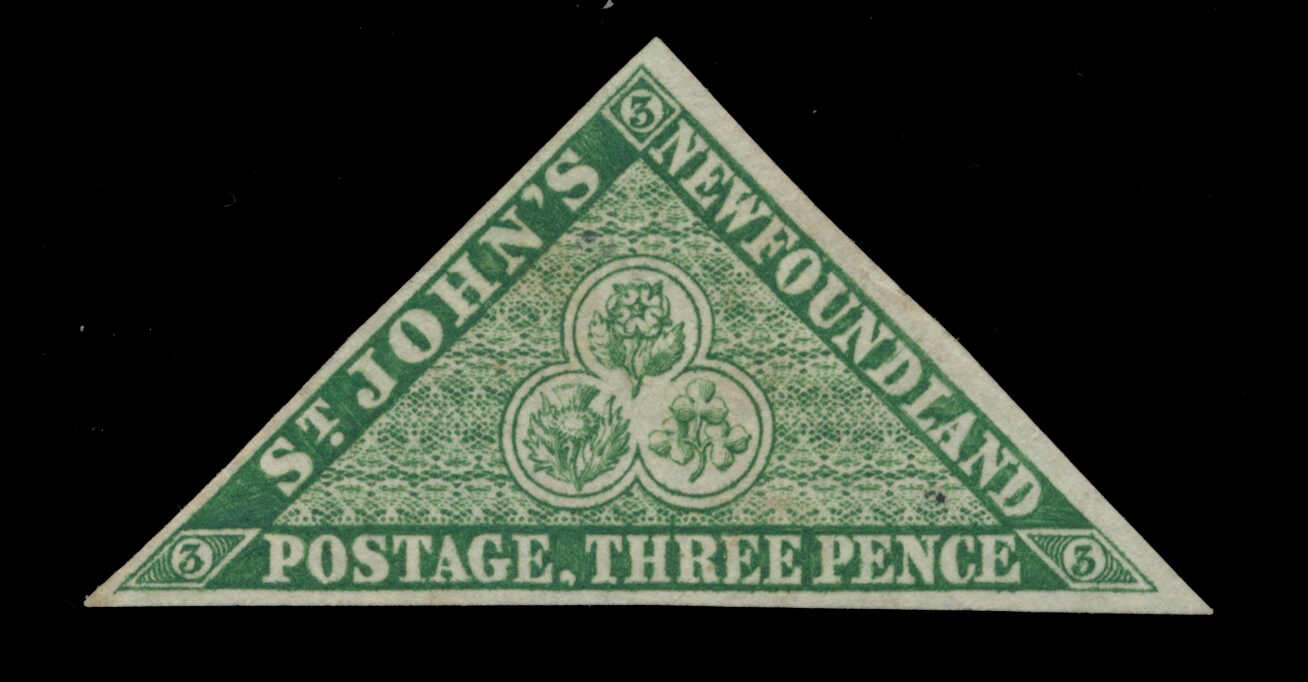 3
ST. JOHN'S
NEWFOUNDLAND
3
POSTAGE, THREE PENCE
3